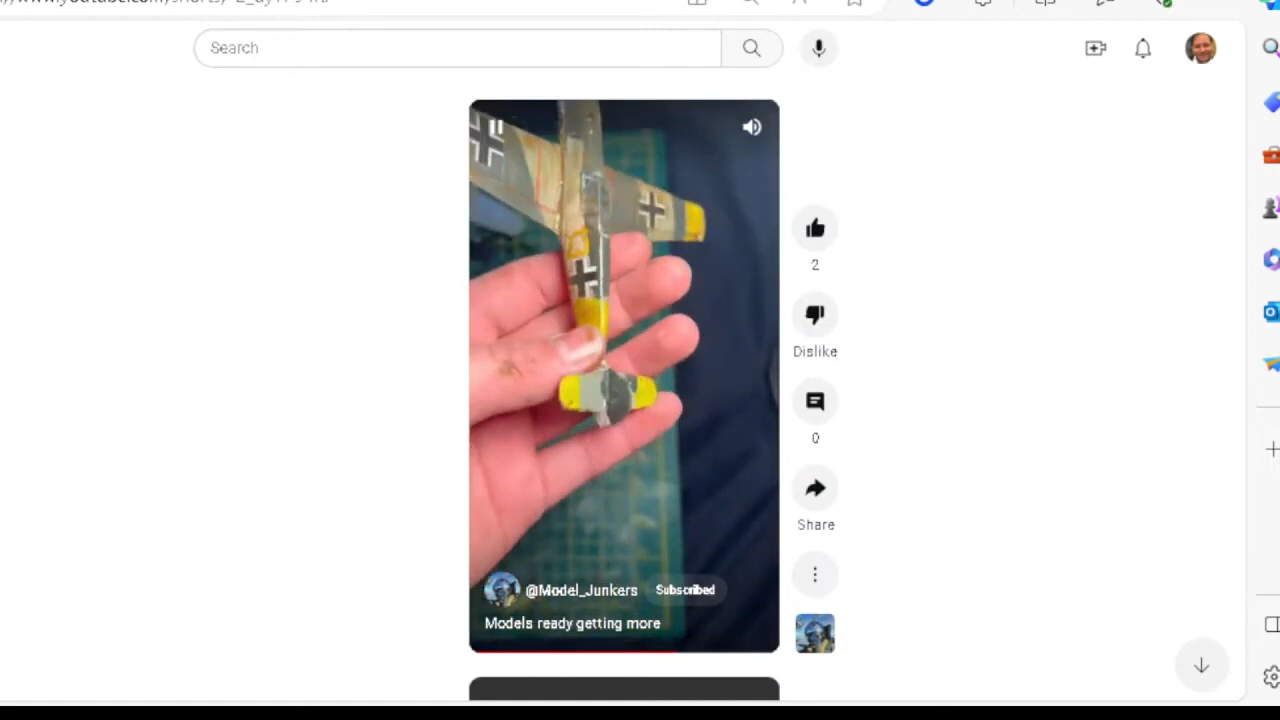 Search
2
Dislike
0
Share
@Model_Junkers Subscribed
Models ready getting more